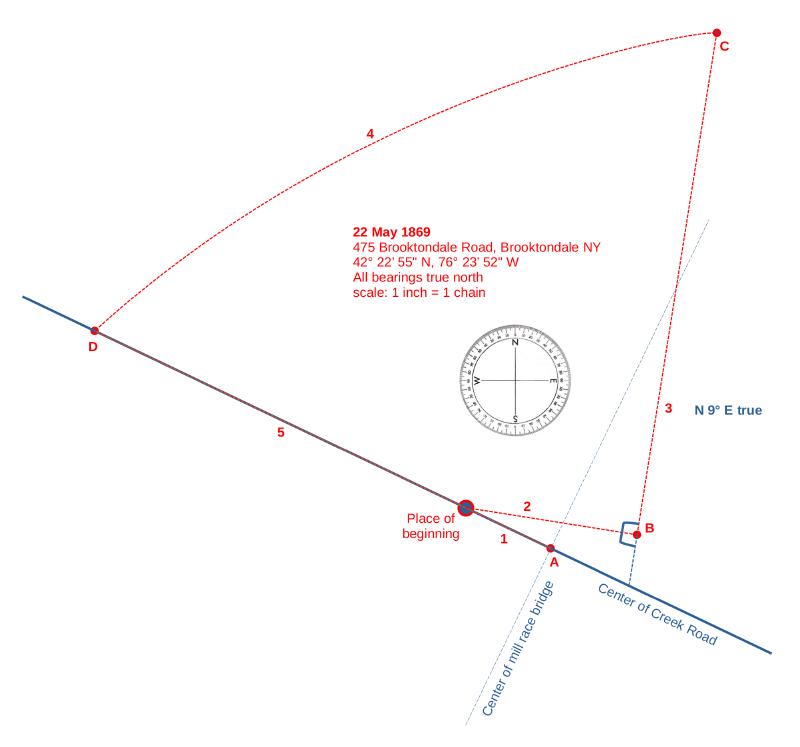 C
4
22 May 1869
475 Brooktondale Road, Brooktondale NY
42° 22' 55" N, 76° 23' 52" W
All bearings true north
scale: 1 inch = 1 chain
D
N
W
E
S
3
N 9° E true
5
2
Place of
beginning
1
B
A
Center of Creek Road
Center of mill race bridge